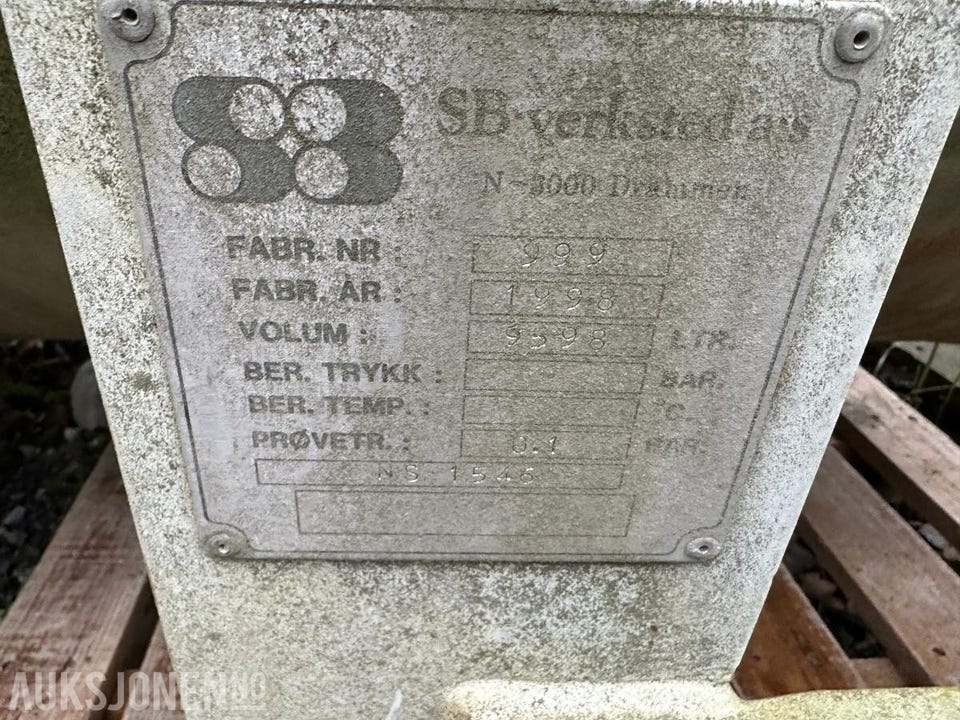 SB verksted a.s
N-3000 Drammen
FABR. NR : 999
FABR. ÅR : 1998
VOLUM : 9598 LTR.
BER. TRYKK : BAR.
BER. TEMP. : °C.
PRØVETR. : 0.1 BAR.
NS 1546
AUKSJONEN.NO